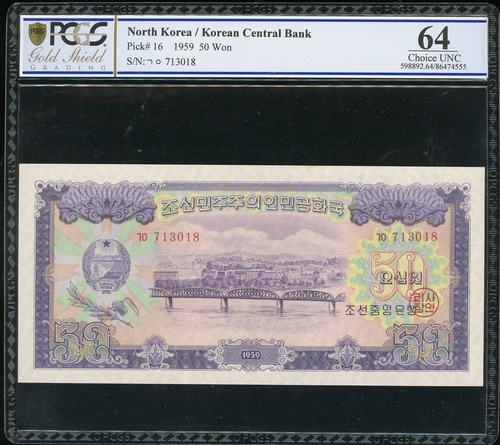 PCGS
Gold Shield
GRADING
North Korea / Korean Central Bank
Pick# 16 1959 50 Won
S/N:ㄱㅇ 713018
64
Choice UNC
598892.64/86474555
조선민주주의인민공화국
ㄱㅇ 713018
ㄱㅇ 713018
50
오십원
조선중앙은행
50
1959
50